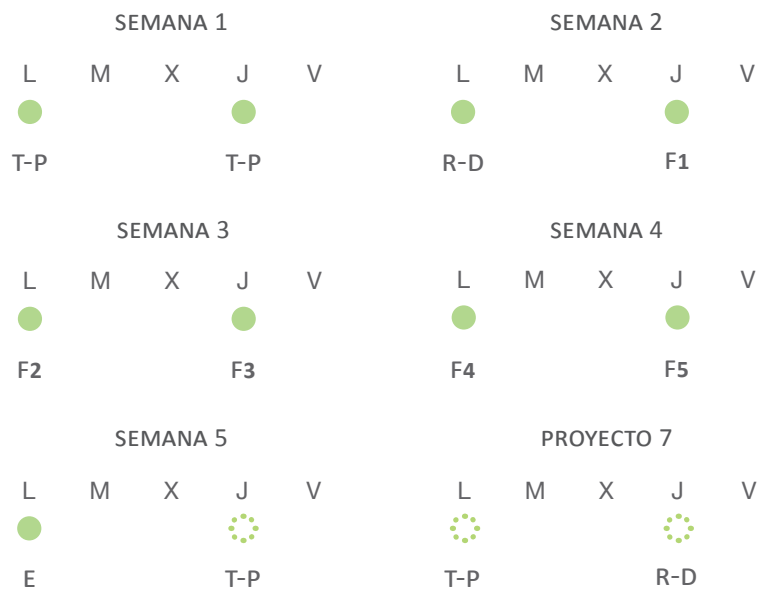 SEMANA 1
L M X J V
T-P T-P
SEMANA 2
L M X J V
R-D F1
SEMANA 3
L M X J V
F2 F3
SEMANA 4
L M X J V
F4 F5
SEMANA 5
L M X J V
E T-P
PROYECTO 7
L M X J V
T-P R-D